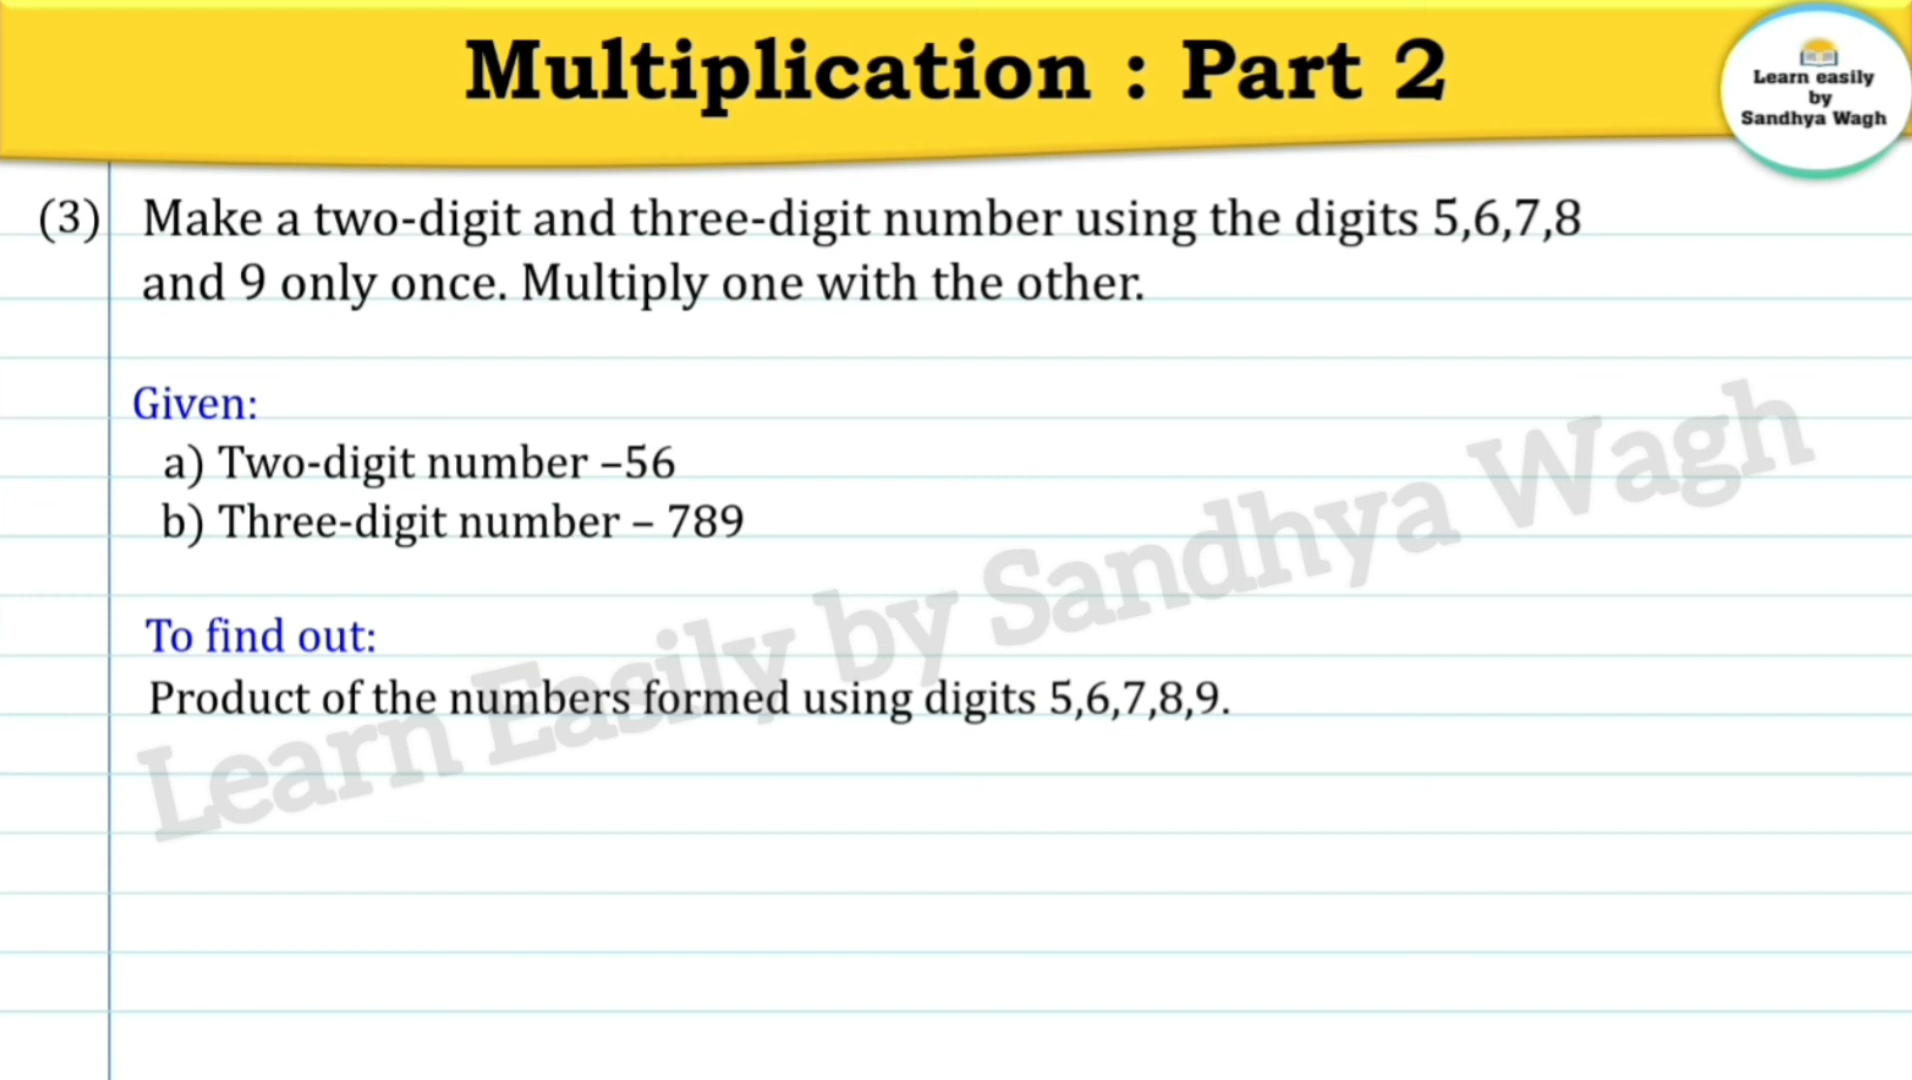 Multiplication : Part 2
Learn easily
by
Sandhya Wagh
(3) Make a two-digit and three-digit number using the digits 5,6,7,8
and 9 only once. Multiply one with the other.
Given:
a) Two-digit number –56
b) Three-digit number – 789
To find out:
Product of the numbers formed using digits 5,6,7,8,9.
Learn Easily by Sandhya Wagh